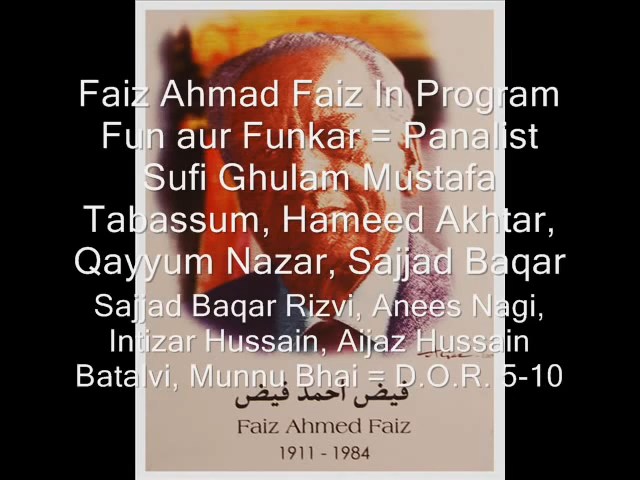 Faiz Ahmad Faiz In Program
Fun aur Funkar = Panalist
Sufi Ghulam Mustafa
Tabassum, Hameed Akhtar,
Qayyum Nazar, Sajjad Baqar
Sajjad Baqar Rizvi, Anees Nagi,
Intizar Hussain, Aijaz Hussain
Batalvi, Munnu Bhai = D.O.R. 5-10
فیض احمد فیض
Faiz Ahmed Faiz
1911 - 1984